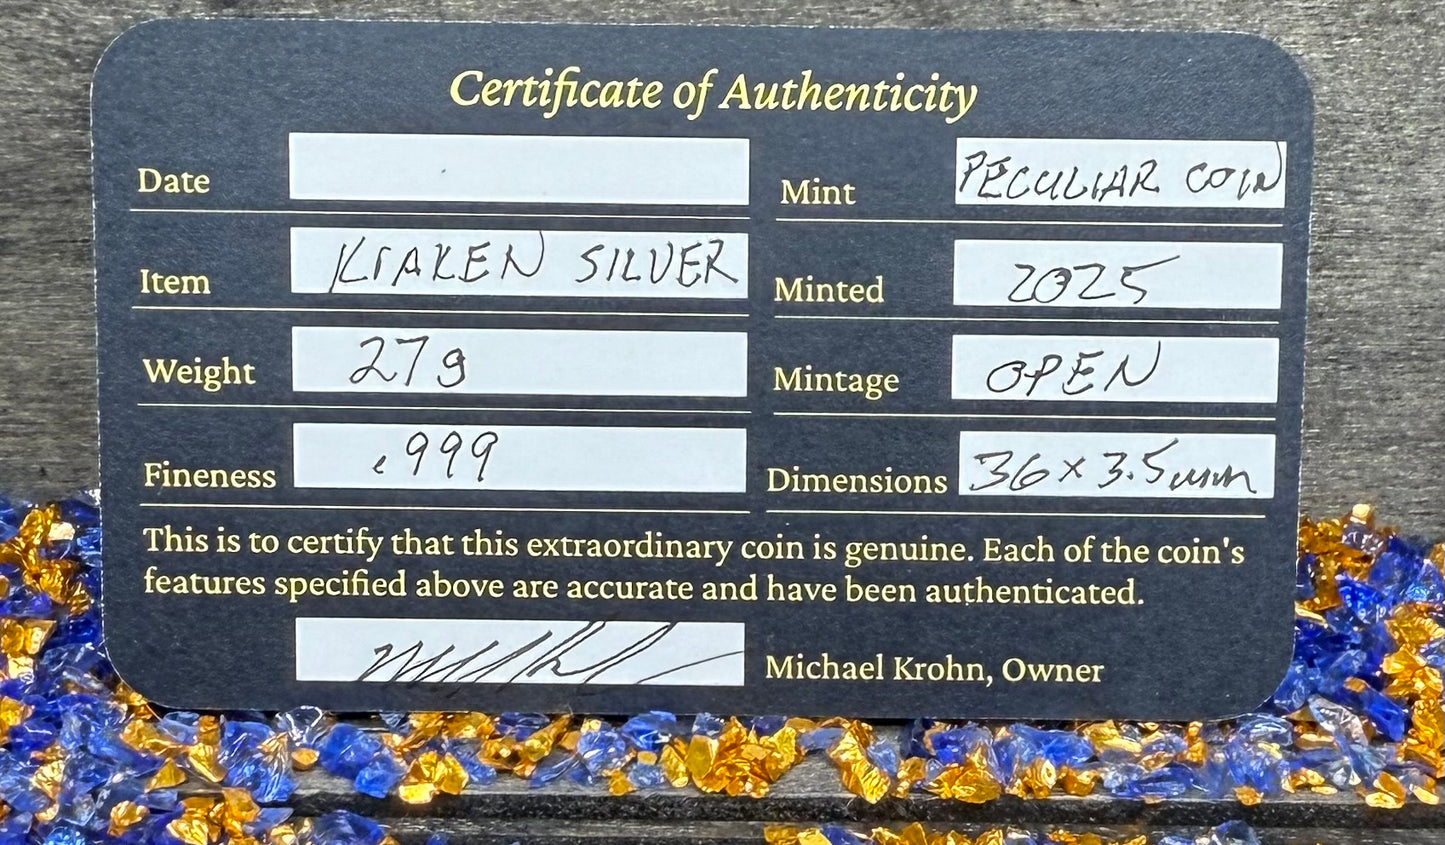 Certificate of Authenticity
Date
Mint PECULIAR COIN
Item KRAKEN SILVER
Minted 2025
Weight 27g
Mintage OPEN
Fineness .999
Dimensions 36x3.5mm
This is to certify that this extraordinary coin is genuine. Each of the coin's
features specified above are accurate and have been authenticated.
Michael Krohn, Owner